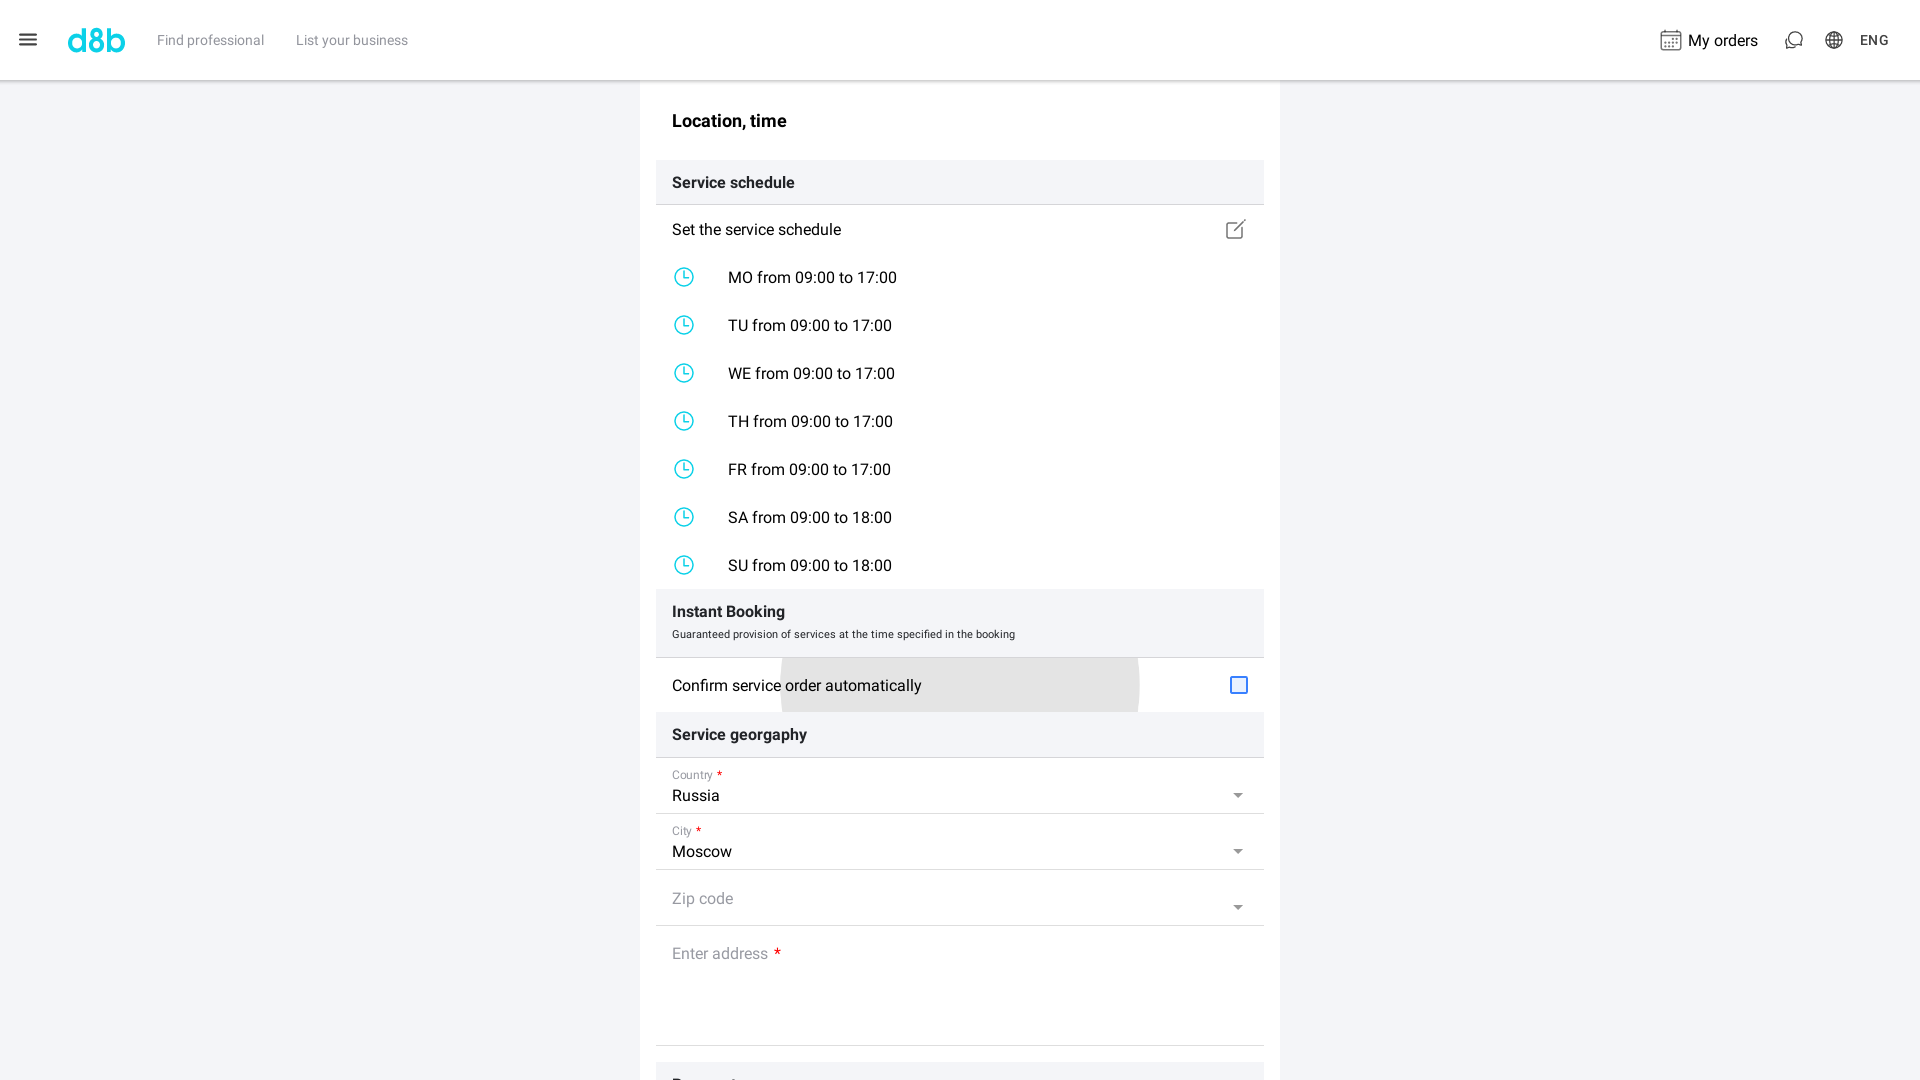 d8b
Find professional
List your business
My orders
ENG
Location, time
Service schedule
Set the service schedule
MO from 09:00 to 17:00
TU from 09:00 to 17:00
WE from 09:00 to 17:00
TH from 09:00 to 17:00
FR from 09:00 to 17:00
SA from 09:00 to 18:00
SU from 09:00 to 18:00
Instant Booking
Guaranteed provision of services at the time specified in the booking
Confirm service order automatically
Service georgaphy
Country *
Russia
City *
Moscow
Zip code
Enter address *